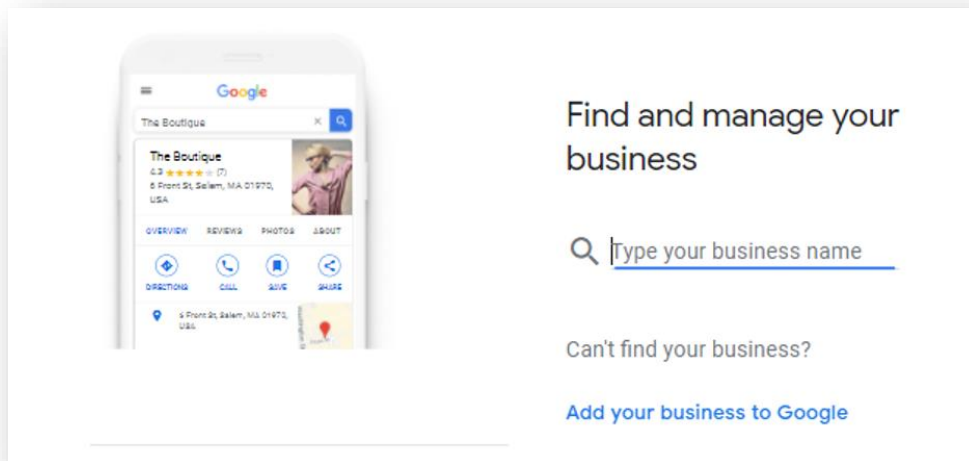 Google
The Boutique
The Boutique
4.3 (7)
6 Front St, Salem, MA 01970,
USA
OVERVIEW REVIEWS PHOTOS ABOUT
DIRECTIONS CALL SAVE SHARE
6 Front St, Salem, MA 01970,
USA
Find and manage your
business
Type your business name
Can't find your business?
Add your business to Google